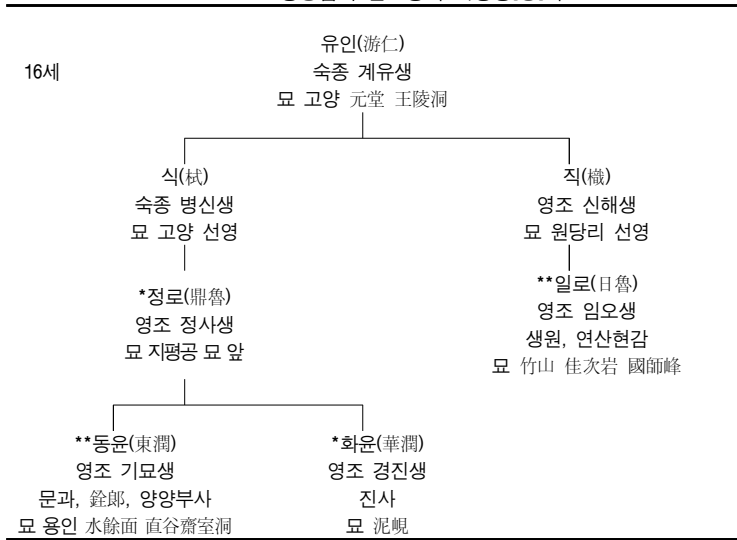 유인(游仁)
16세
숙종 계유생
묘 고양 元堂 王陵洞
식(栻)
숙종 병신생
묘 고양 선영
직(樴)
영조 신해생
묘 원당리 선영
*정로(鼎魯)
영조 정사생
묘 지평공 묘 앞
**일로(日魯)
영조 임오생
생원, 연산현감
묘 竹山 佳次岩 國師峰
**동윤(東潤)
영조 기묘생
문과, 銓郞, 양양부사
묘 용인 水餘面 直谷齋室洞
*화윤(華潤)
영조 경진생
진사
묘 泥峴